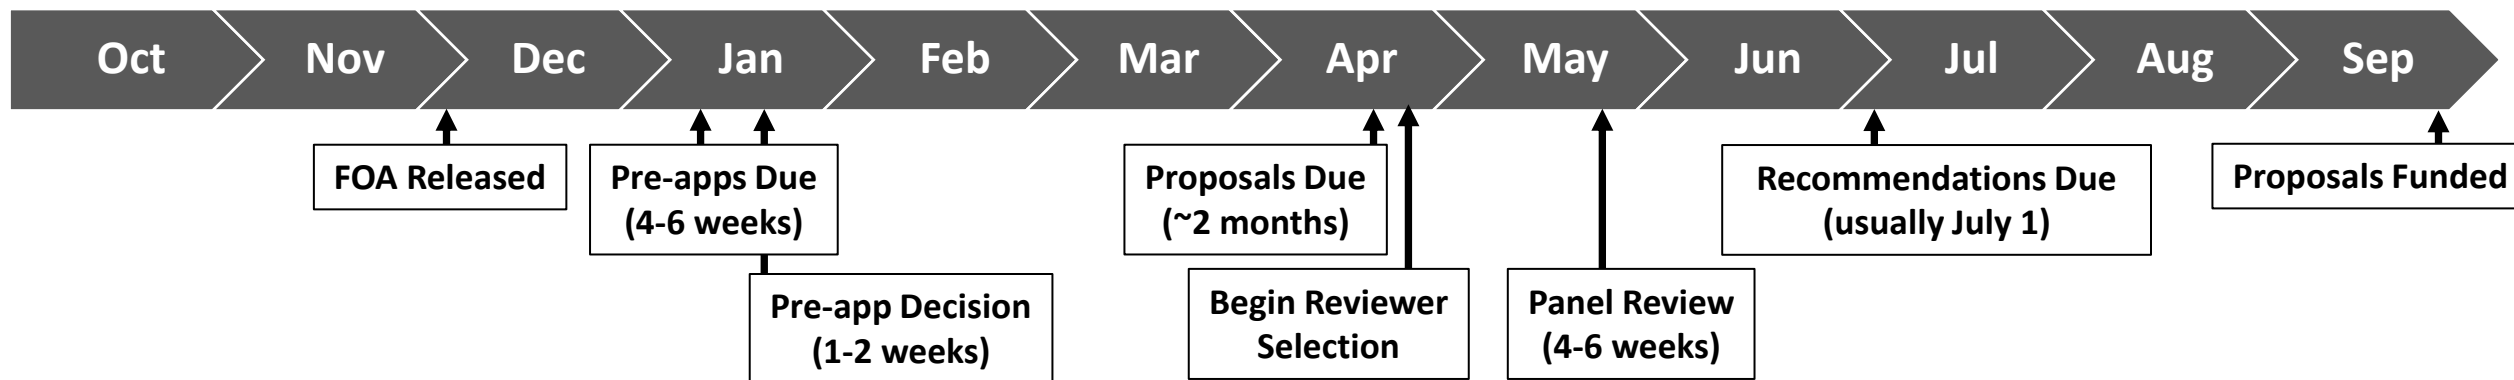 Oct
Nov
Dec
Jan
Feb
Mar
Apr
May
Jun
Jul
Aug
Sep
FOA Released
Pre-apps Due
(4-6 weeks)
Pre-app Decision
(1-2 weeks)
Proposals Due
(~2 months)
Begin Reviewer
Selection
Panel Review
(4-6 weeks)
Recommendations Due
(usually July 1)
Proposals Funded